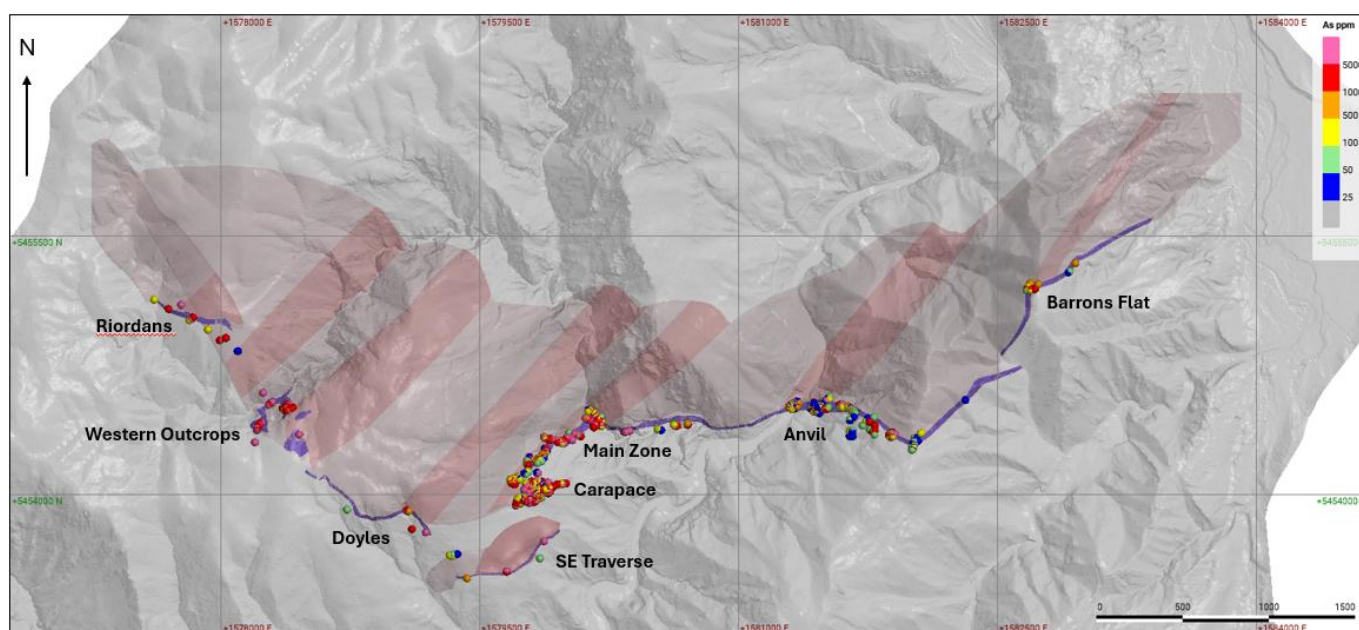 +1578000 E
+1579500 E
+1581000 E
+1582500 E
+1584000 E
As ppm
N
5000
1000
500
100
50
25
+5455500 N
+5455500 N
Riordans
Barrons Flat
Western Outcrops
Main Zone
Anvil
Carapace
+5454000 N
+5454000 N
Doyles
SE Traverse
0 500 1000 1500
+1578000 E
+1579500 E
+1581000 E
+1582500 E
+1584000 E